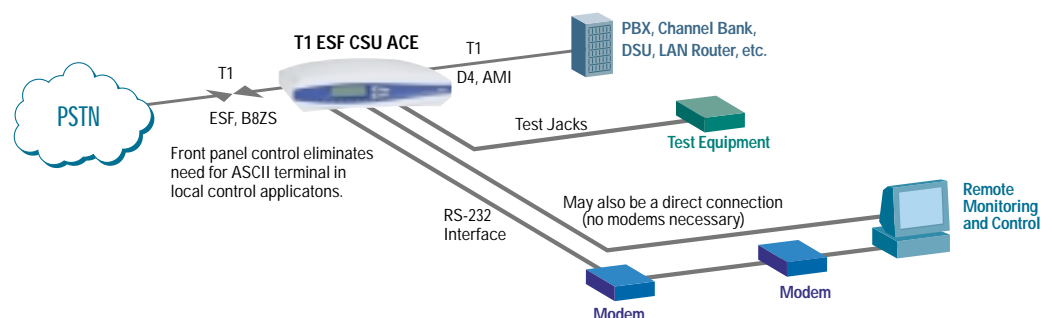 T1 ESF CSU ACE
PBX, Channel Bank,
DSU, LAN Router, etc.
T1
D4, AMI
T1
ESF, B8ZS
PSTN
Test Jacks
Test Equipment
Front panel control eliminates
need for ASCII terminal in
local control applicatons.
RS-232
Interface
May also be a direct connection
(no modems necessary)
Remote
Monitoring
and Control
Modem
Modem